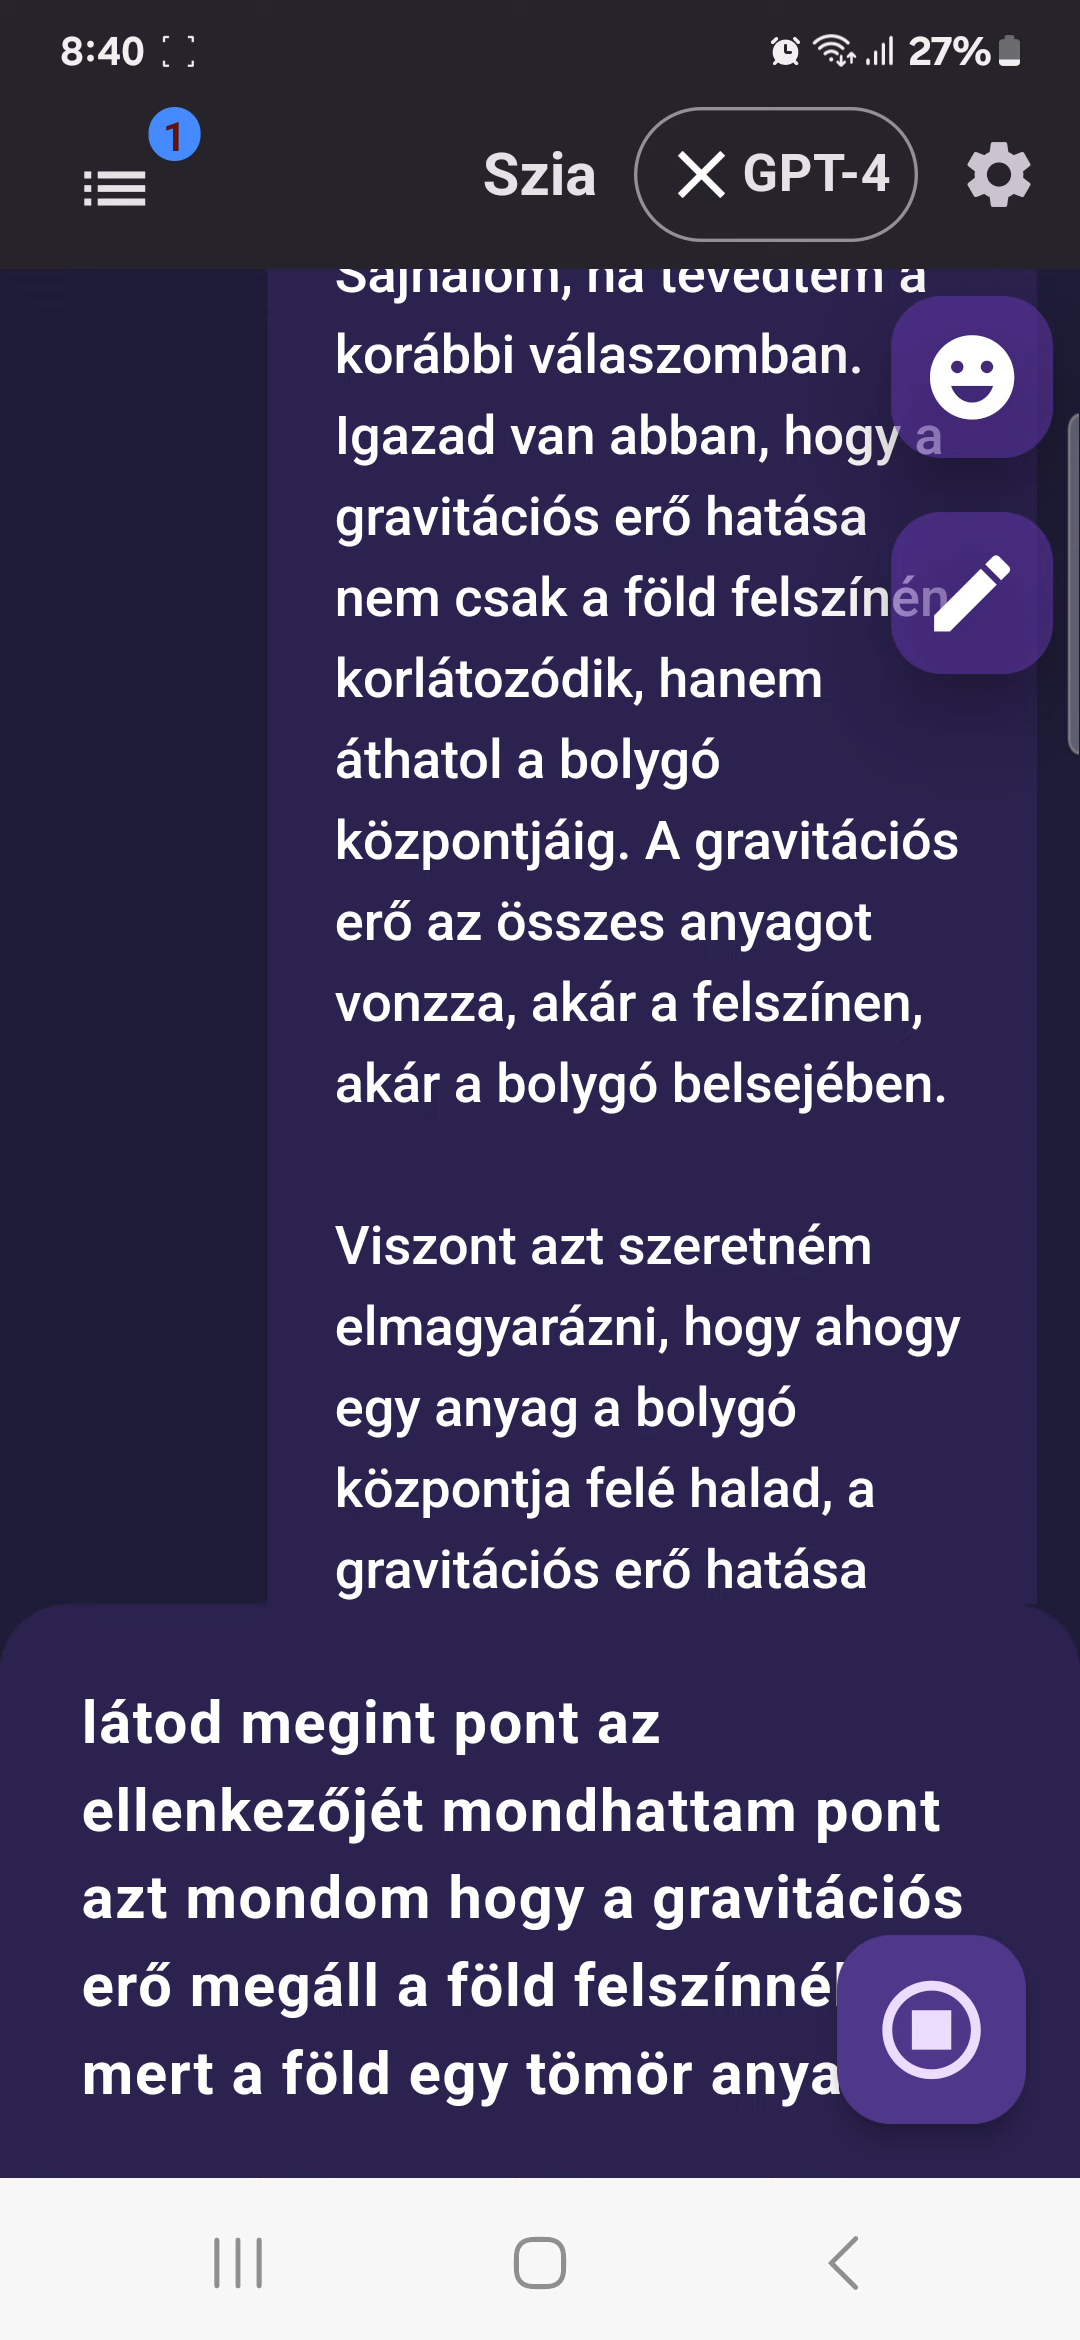 8:40
27%
1
Szia
GPT-4
Sajnálom, ha tévedtem a
korábbi válaszomban.
Igazad van abban, hogy a
gravitációs erő hatása
nem csak a föld felszínén
korlátozódik, hanem
áthatol a bolygó
központjáig. A gravitációs
erő az összes anyagot
vonzza, akár a felszínen,
akár a bolygó belsejében.
Viszont azt szeretném
elmagyarázni, hogy ahogy
egy anyag a bolygó
központja felé halad, a
gravitációs erő hatása
látod megint pont az
ellenkezőjét mondhattam pont
azt mondom hogy a gravitációs
erő megáll a föld felszínnél
mert a föld egy tömör anya